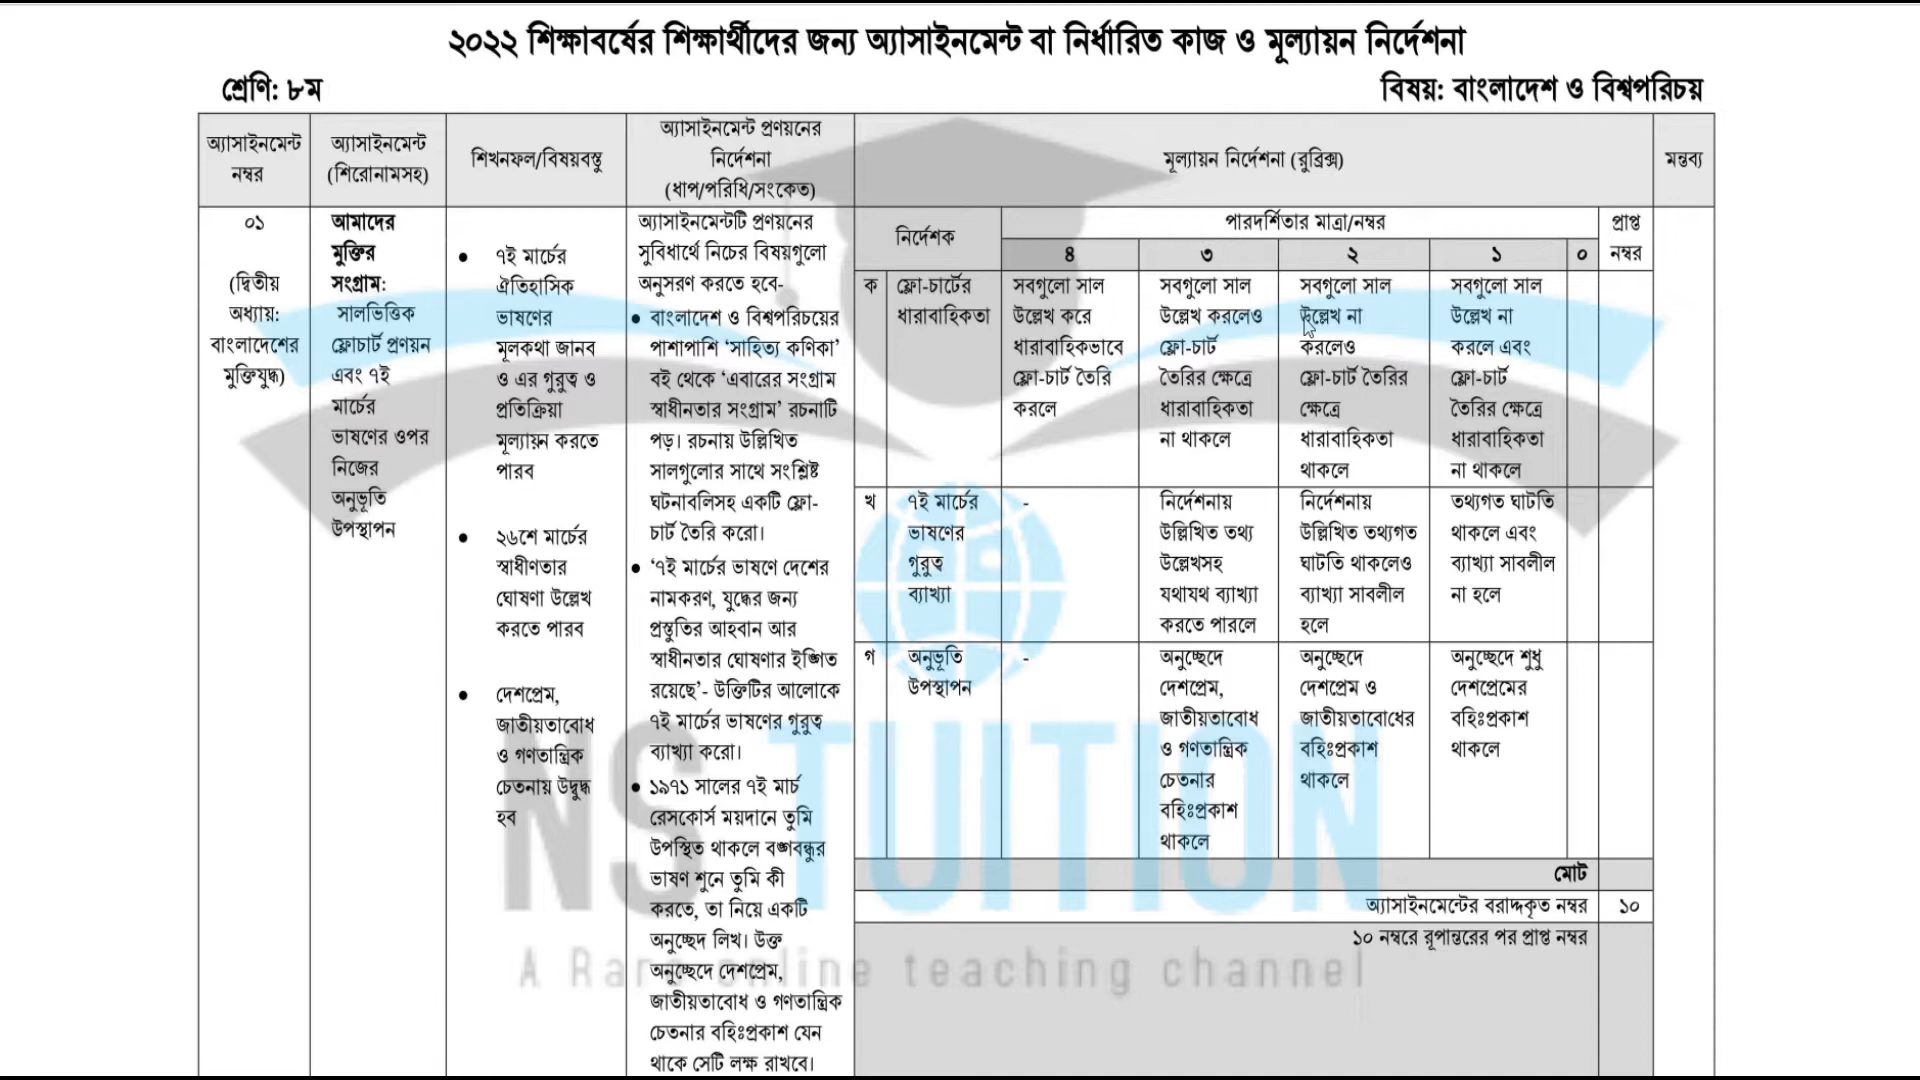 ২০২২ শিক্ষাবর্ষের শিক্ষার্থীদের জন্য অ্যাসাইনমেন্ট বা নির্ধারিত কাজ ও মূল্যায়ন নির্দেশনা
শ্রেণি: ৮ম
বিষয়: বাংলাদেশ ও বিশ্বপরিচয়
অ্যাসাইনমেন্ট
নম্বর
অ্যাসাইনমেন্ট
(শিরোনামসহ)
শিখনফল/বিষয়বস্তু
অ্যাসাইনমেন্ট প্রণয়নের
নির্দেশনা
(ধাপ/পরিধি/সংকেত)
মূল্যায়ন নির্দেশনা (রুব্রিক্স)
মন্তব্য
০১
(দ্বিতীয়
অধ্যায়:
বাংলাদেশের
মুক্তিযুদ্ধ)
আমাদের
মুক্তির
সংগ্রাম:
সালভিত্তিক
ফ্লোচার্ট প্রণয়ন
এবং ৭ই
মার্চের
ভাষণের ওপর
নিজের
অনুভূতি
উপস্থাপন
• ৭ই মার্চের
ঐতিহাসিক
ভাষণের
মূলকথা জানব
ও এর গুরুত্ব ও
প্রতিক্রিয়া
মূল্যায়ন করতে
পারব
• ২৬শে মার্চের
স্বাধীণতার
ঘোষণা উল্লেখ
করতে পারব
• দেশপ্রেম,
জাতীয়তাবোধ
ও গণতান্ত্রিক
চেতনায় উদ্বুদ্ধ
হব
অ্যাসাইনমেন্টটি প্রণয়নের
সুবিধার্থে নিচের বিষয়গুলো
অনুসরণ করতে হবে-
• বাংলাদেশ ও বিশ্বপরিচয়ের
পাশাপাশি ‘সাহিত্য কণিকা’
বই থেকে ‘এবারের সংগ্রাম
স্বাধীনতার সংগ্রাম’ রচনাটি
পড়। রচনায় উল্লিখিত
সালগুলোর সাথে সংশ্লিষ্ট
ঘটনাবলিসহ একটি ফ্লো-
চার্ট তৈরি করো।
• ‘৭ই মার্চের ভাষণে দেশের
নামকরণ, যুদ্ধের জন্য
প্রস্তুতির আহবান আর
স্বাধীনতার ঘোষণার ইঙ্গিত
রয়েছে’- উক্তিটির আলোকে
৭ই মার্চের ভাষণের গুরুত্ব
ব্যাখ্যা করো।
• ১৯৭১ সালের ৭ই মার্চ
রেসকোর্স ময়দানে তুমি
উপস্থিত থাকলে বঙ্গবন্ধুর
ভাষণ শুনে তুমি কী
করতে, তা নিয়ে একটি
অনুচ্ছেদ লিখ। উক্ত
অনুচ্ছেদে দেশপ্রেম,
জাতীয়তাবোধ ও গণতান্ত্রিক
চেতনার বহিঃপ্রকাশ যেন
থাকে সেটি লক্ষ রাখবে।
নির্দেশক
পারদর্শিতার মাত্রা/নম্বর
প্রাপ্ত
নম্বর
৪
৩
২
১
০
ক
ফ্লো-চার্টের
ধারাবাহিকতা
সবগুলো সাল
উল্লেখ করে
ধারাবাহিকভাবে
ফ্লো-চার্ট তৈরি
করলে
সবগুলো সাল
উল্লেখ করলেও
ফ্লো-চার্ট
তৈরির ক্ষেত্রে
ধারাবাহিকতা
না থাকলে
সবগুলো সাল
উল্লেখ না
করলেও
ফ্লো-চার্ট তৈরির
ক্ষেত্রে
ধারাবাহিকতা
থাকলে
সবগুলো সাল
উল্লেখ না
করলে এবং
ফ্লো-চার্ট
তৈরির ক্ষেত্রে
ধারাবাহিকতা
না থাকলে
খ
৭ই মার্চের
ভাষণের
গুরুত্ব
ব্যাখ্যা
-
নির্দেশনায়
উল্লিখিত তথ্য
উল্লেখসহ
যথাযথ ব্যাখ্যা
করতে পারলে
নির্দেশনায়
উল্লিখিত তথ্যগত
ঘাটতি থাকলেও
ব্যাখ্যা সাবলীল
হলে
তথ্যগত ঘাটতি
থাকলে এবং
ব্যাখ্যা সাবলীল
না হলে
গ
অনুভূতি
উপস্থাপন
-
অনুচ্ছেদে
দেশপ্রেম,
জাতীয়তাবোধ
ও গণতান্ত্রিক
চেতনার
বহিঃপ্রকাশ
থাকলে
অনুচ্ছেদে
দেশপ্রেম ও
জাতীয়তাবোধের
বহিঃপ্রকাশ
থাকলে
অনুচ্ছেদে শুধু
দেশপ্রেমের
বহিঃপ্রকাশ
থাকলে
মোট
অ্যাসাইনমেন্টের বরাদ্দকৃত নম্বর
১০
১০ নম্বরে রূপান্তরের পর প্রাপ্ত নম্বর
NS TUITION
A Rare online teaching channel